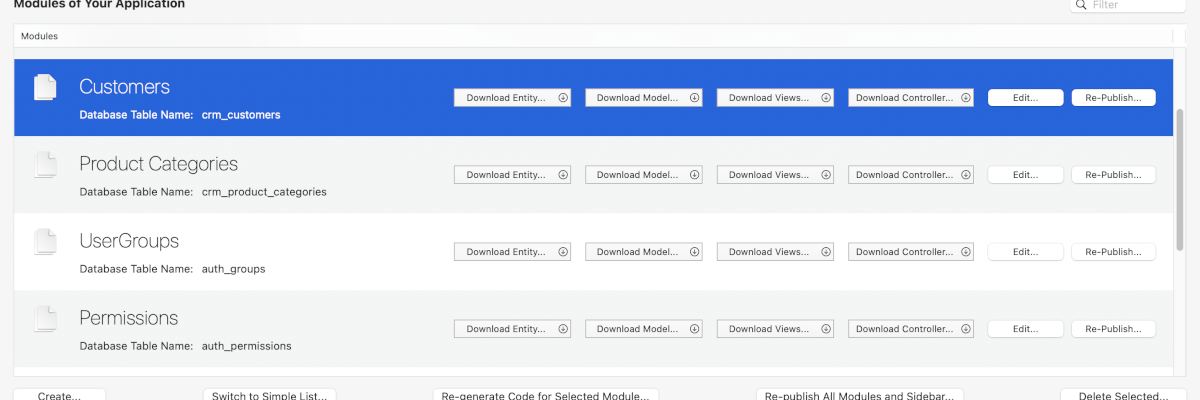 Modules of Your Application
Filter
Modules
Customers
Database Table Name: crm_customers
Download Entity... Download Model... Download Views... Download Controller... Edit... Re-Publish...
Product Categories
Database Table Name: crm_product_categories
Download Entity... Download Model... Download Views... Download Controller... Edit... Re-Publish...
UserGroups
Database Table Name: auth_groups
Download Entity... Download Model... Download Views... Download Controller... Edit... Re-Publish...
Permissions
Database Table Name: auth_permissions
Download Entity... Download Model... Download Views... Download Controller... Edit... Re-Publish...
Create... Switch to Simple List... Re-generate Code for Selected Module... Re-publish All Modules and Sidebar... Delete Selected...